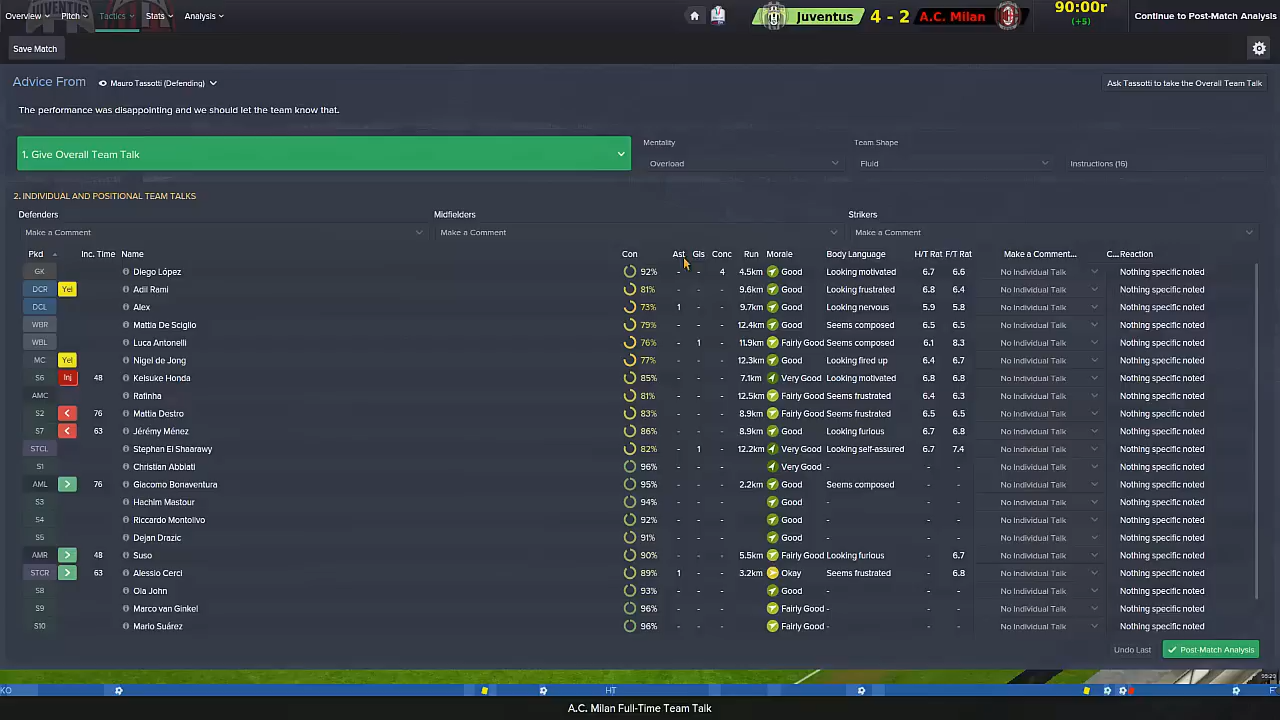 Overview Pitch Tactics Stats Analysis Juventus 4 - 2 A.C. Milan 90:00r (+5) Continue to Post-Match Analysis
Save Match
Advice From Mauro Tassotti (Defending) Ask Tassotti to take the Overall Team Talk
The performance was disappointing and we should let the team know that.
Mentality Team Shape
1. Give Overall Team Talk Overload Fluid Instructions (16)
2. INDIVIDUAL AND POSITIONAL TEAM TALKS
Defenders Midfielders Strikers
Make a Comment Make a Comment Make a Comment
Pkd Inc. Time Name Con Ast Gls Conc Run Morale Body Language H/T Rat F/T Rat Make a Comment... C... Reaction
GK Diego López 92% - - 4 4.5km Good Looking motivated 6.7 6.6 No Individual Talk Nothing specific noted
DCR Yel Adil Rami 81% - - - 9.6km Good Looking frustrated 6.8 6.4 No Individual Talk Nothing specific noted
DCL Alex 73% 1 - - 9.7km Good Looking nervous 5.9 5.8 No Individual Talk Nothing specific noted
WBR Mattia De Sciglio 79% - - - 12.4km Good Seems composed 6.5 6.5 No Individual Talk Nothing specific noted
WBL Luca Antonelli 76% - 1 - 11.9km Fairly Good Seems composed 6.1 8.3 No Individual Talk Nothing specific noted
MC Yel Nigel de Jong 77% - - - 12.3km Good Looking fired up 6.4 6.7 No Individual Talk Nothing specific noted
S6 Inj 48 Keisuke Honda 85% - - - 7.1km Very Good Looking motivated 6.8 6.8 No Individual Talk Nothing specific noted
AMC Rafinha 81% - - - 12.5km Fairly Good Seems frustrated 6.4 6.3 No Individual Talk Nothing specific noted
S2 76 Mattia Destro 83% - - - 8.9km Fairly Good Seems frustrated 6.5 6.5 No Individual Talk Nothing specific noted
S7 63 Jérémy Ménez 86% - - - 8.9km Good Looking furious 6.7 6.8 No Individual Talk Nothing specific noted
STCL Stephan El Shaarawy 82% - 1 - 12.2km Very Good Looking self-assured 6.7 7.4 No Individual Talk Nothing specific noted
S1 Christian Abbiati 96% - - - Very Good - - - No Individual Talk Nothing specific noted
AML 76 Giacomo Bonaventura 95% - - - 2.2km Good Seems composed - - No Individual Talk Nothing specific noted
S3 Hachim Mastour 94% - - - Good - - - No Individual Talk Nothing specific noted
S4 Riccardo Montolivo 92% - - - Good - - - No Individual Talk Nothing specific noted
S5 Dejan Drazic 91% - - - Good - - - No Individual Talk Nothing specific noted
AMR 48 Suso 90% - - - 5.5km Fairly Good Looking furious - 6.7 No Individual Talk Nothing specific noted
STCR 63 Alessio Cerci 89% 1 - - 3.2km Okay Seems frustrated - 6.8 No Individual Talk Nothing specific noted
S8 Ola John 93% - - - Good - - - No Individual Talk Nothing specific noted
S9 Marco van Ginkel 96% - - - Fairly Good - - - No Individual Talk Nothing specific noted
S10 Mario Suárez 96% - - - Fairly Good - - - No Individual Talk Nothing specific noted
Undo Last Post-Match Analysis
KO HT F
A.C. Milan Full-Time Team Talk